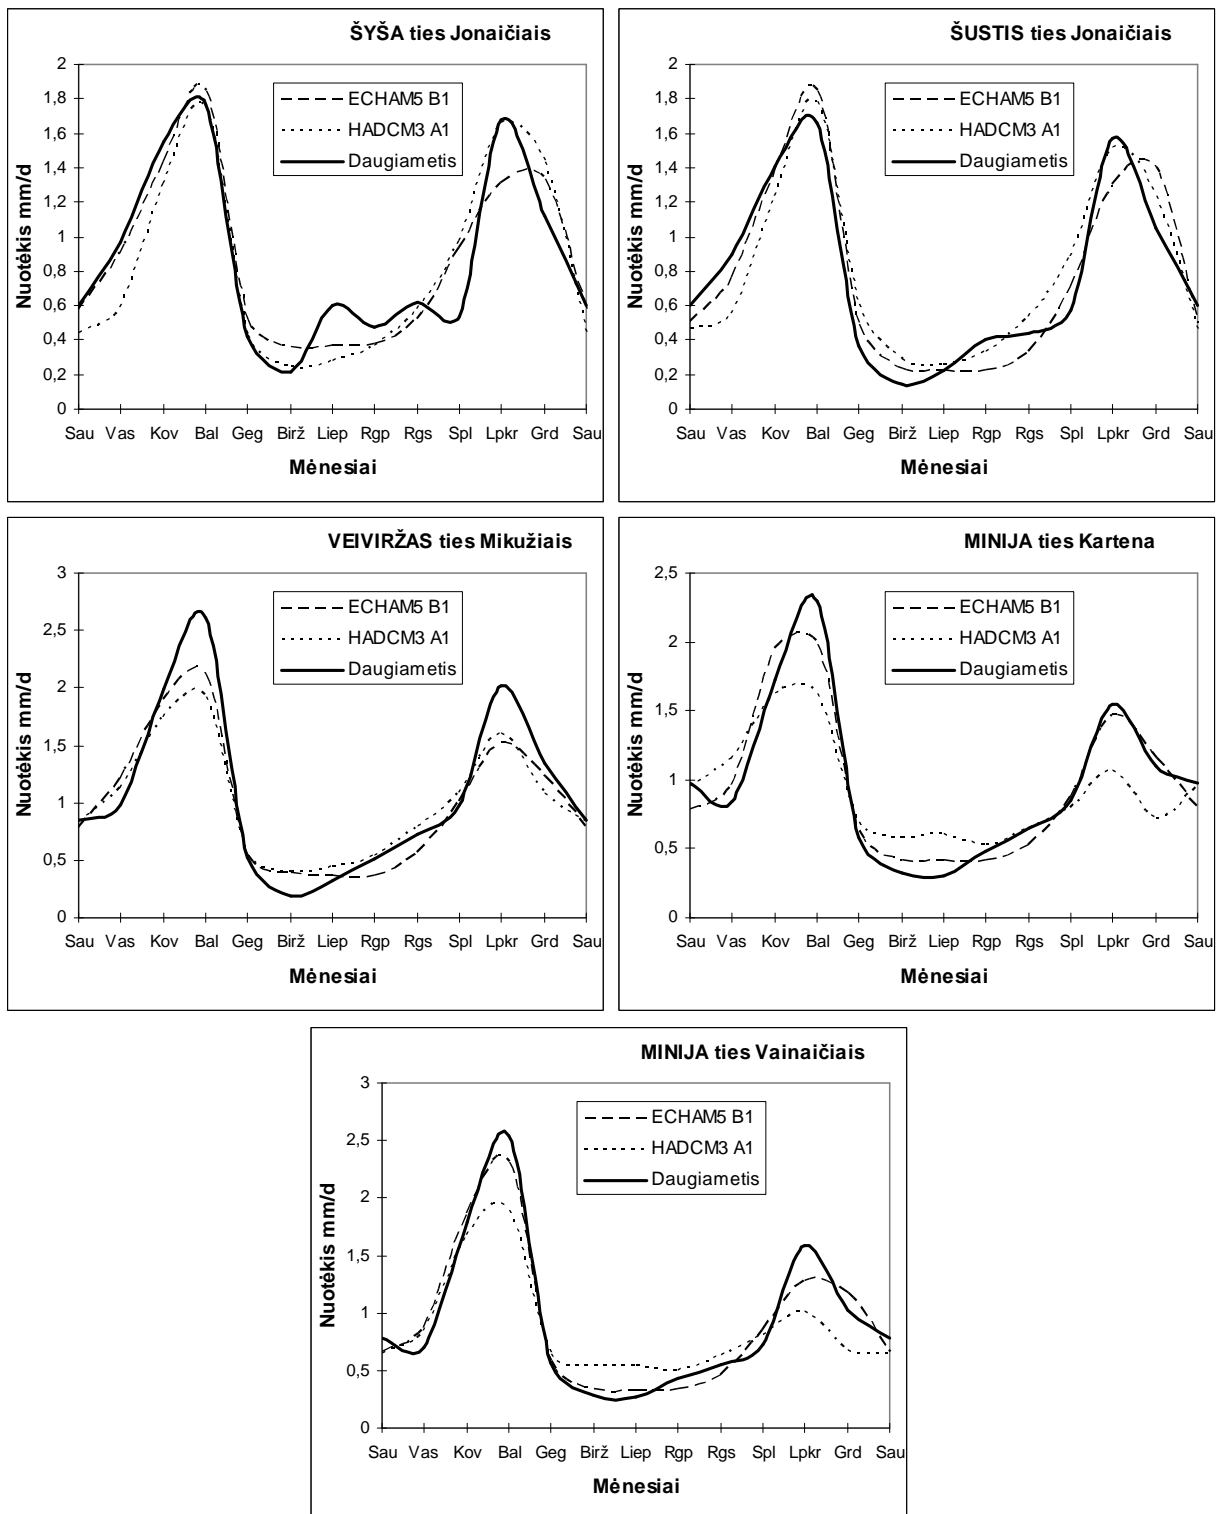 ŠYŠA ties Jonaičiais
2
1,8
1,6
1,4
1,2
1
0,8
0,6
0,4
0,2
0
Nuotėkis mm/d
ECHAM5 B1
HADCM3 A1
Daugiametis
Sau Vas Kov Bal Geg Birž Liep Rgp Rgs Spl Lpkr Grd Sau
Mėnesiai
ŠUSTIS ties Jonaičiais
2
1,8
1,6
1,4
1,2
1
0,8
0,6
0,4
0,2
0
Nuotėkis mm/d
ECHAM5 B1
HADCM3 A1
Daugiametis
Sau Vas Kov Bal Geg Birž Liep Rgp Rgs Spl Lpkr Grd Sau
Mėnesiai
VEIVIRŽAS ties Mikužiais
3
2,5
2
1,5
1
0,5
0
Nuotėkis mm/d
ECHAM5 B1
HADCM3 A1
Daugiametis
Sau Vas Kov Bal Geg Birž Liep Rgp Rgs Spl Lpkr Grd Sau
Mėnesiai
MINIJA ties Kartena
2,5
2
1,5
1
0,5
0
Nuotėkis mm/d
ECHAM5 B1
HADCM3 A1
Daugiametis
Sau Vas Kov Bal Geg Birž Liep Rgp Rgs Spl Lpkr Grd Sau
Mėnesiai
MINIJA ties Vainaičiais
3
2,5
2
1,5
1
0,5
0
Nuotėkis mm/d
ECHAM5 B1
HADCM3 A1
Daugiametis
Sau Vas Kov Bal Geg Birž Liep Rgp Rgs Spl Lpkr Grd Sau
Mėnesiai